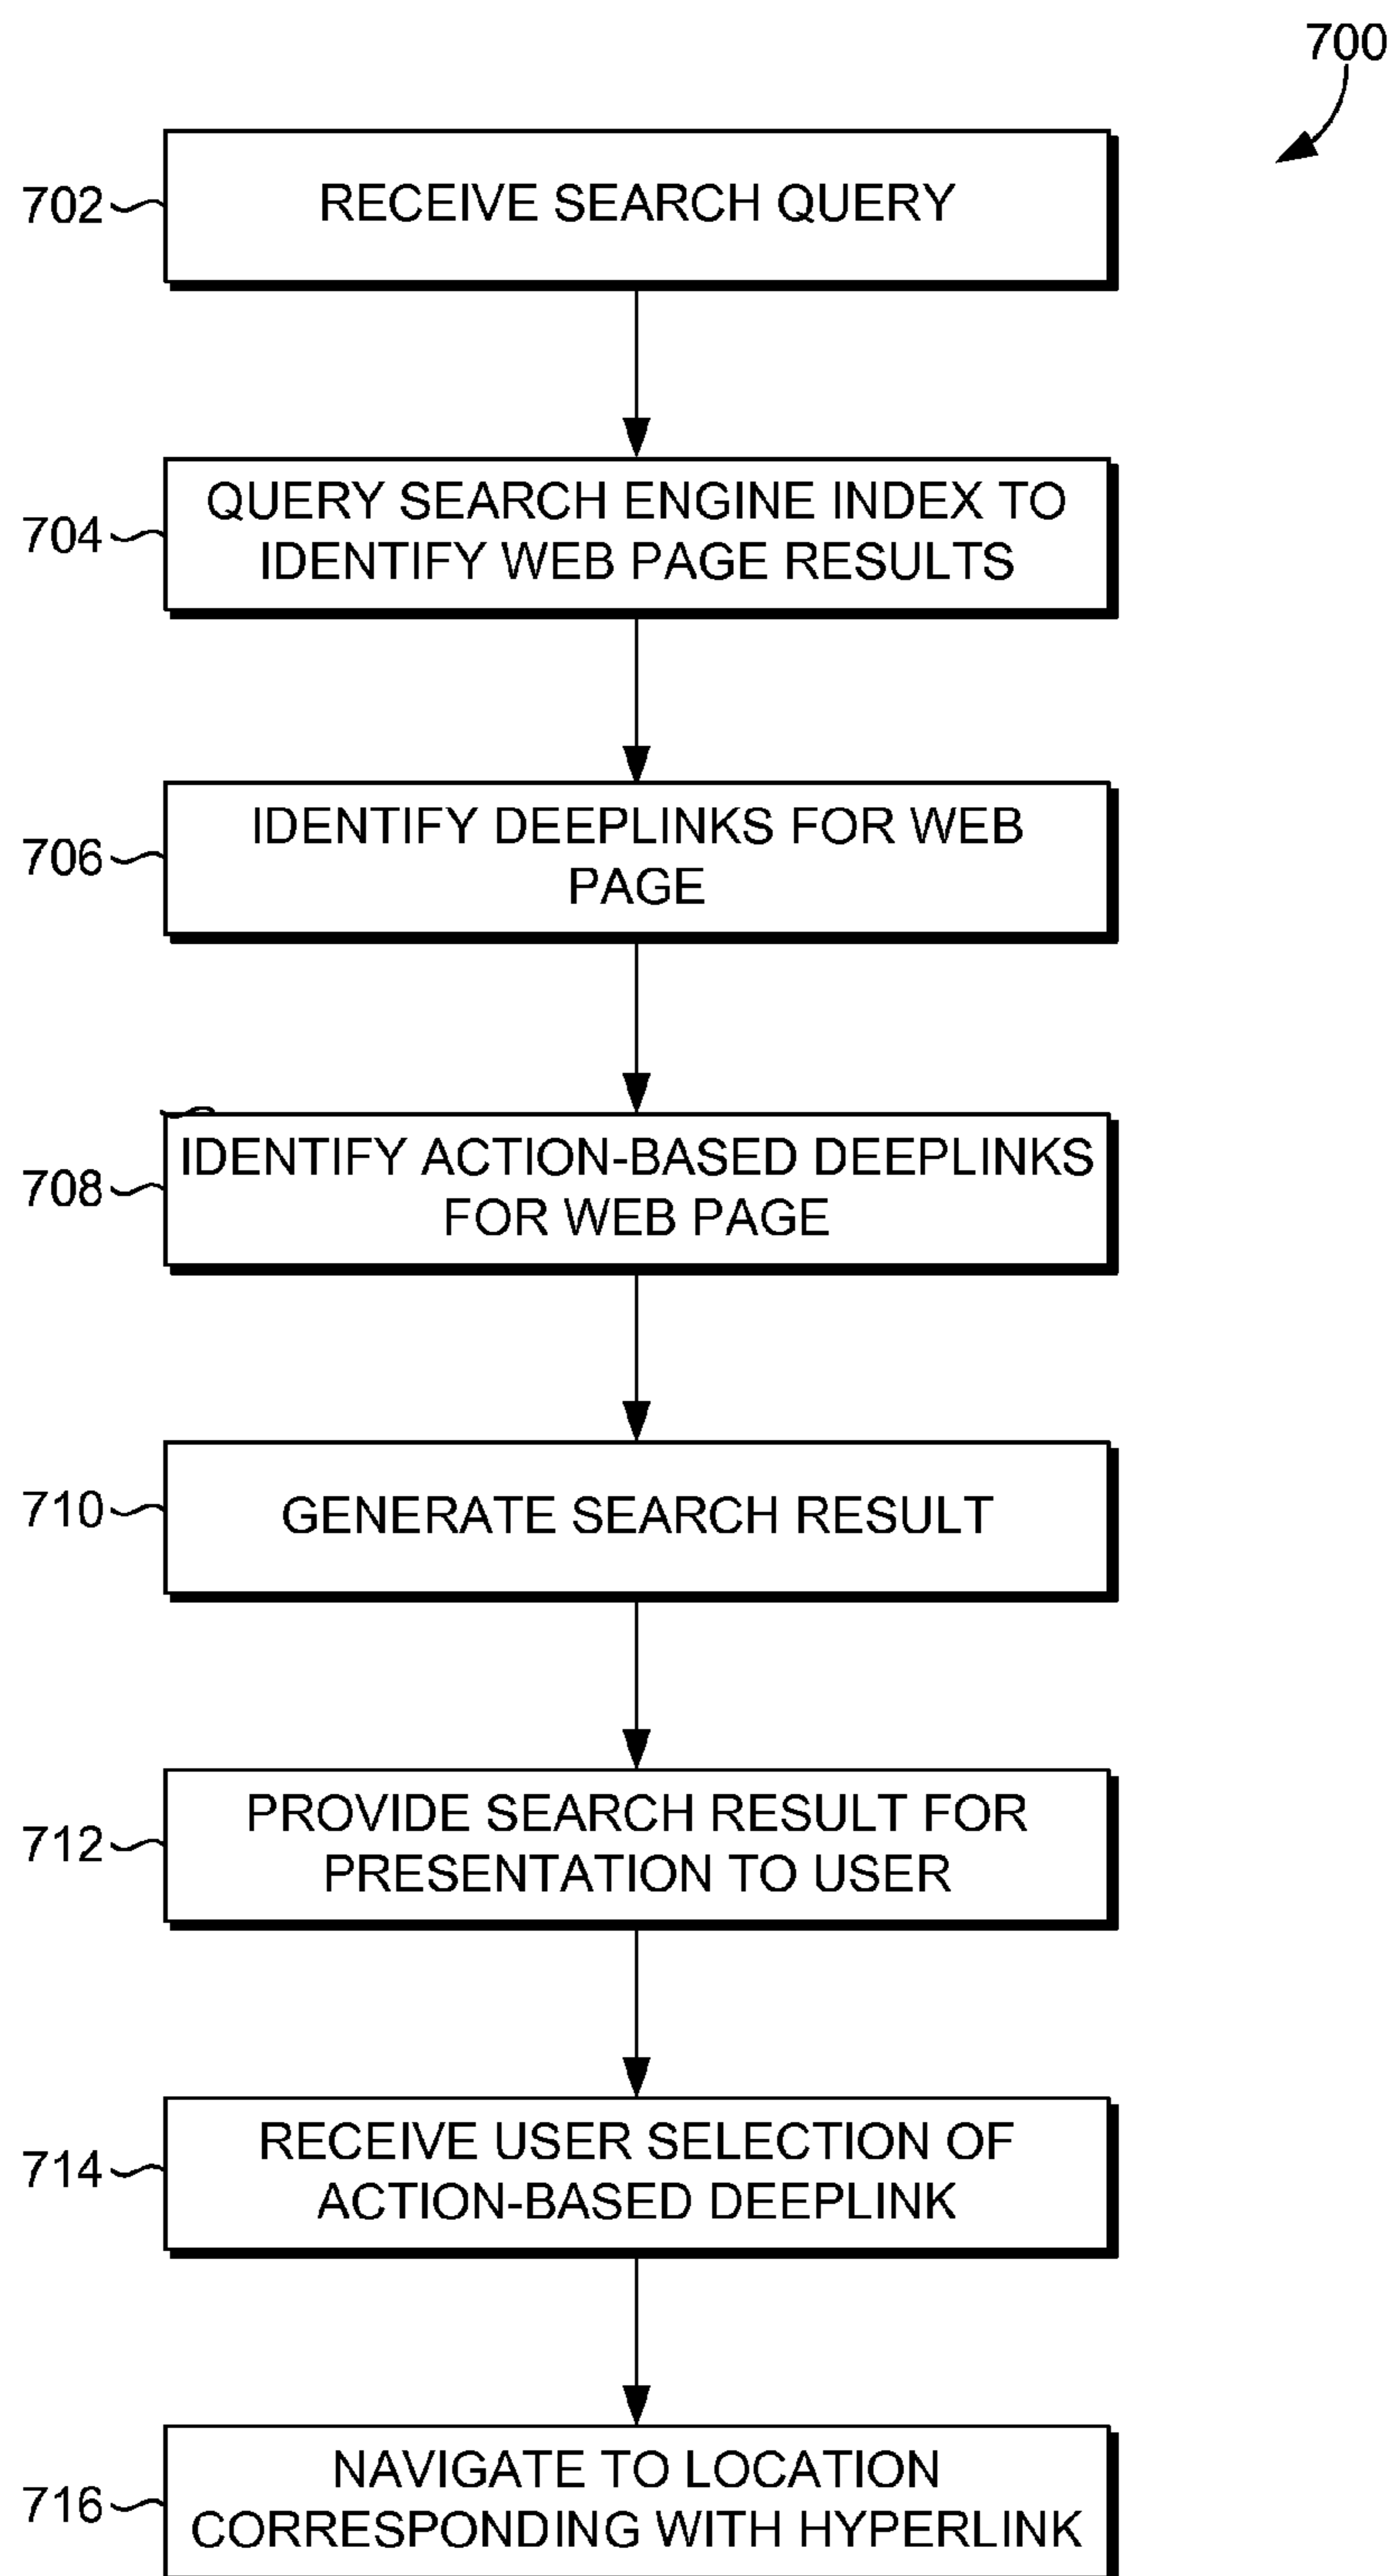 700
702
RECEIVE SEARCH QUERY
704
QUERY SEARCH ENGINE INDEX TO
IDENTIFY WEB PAGE RESULTS
706
IDENTIFY DEEPLINKS FOR WEB
PAGE
708
IDENTIFY ACTION-BASED DEEPLINKS
FOR WEB PAGE
710
GENERATE SEARCH RESULT
712
PROVIDE SEARCH RESULT FOR
PRESENTATION TO USER
714
RECEIVE USER SELECTION OF
ACTION-BASED DEEPLINK
716
NAVIGATE TO LOCATION
CORRESPONDING WITH HYPERLINK